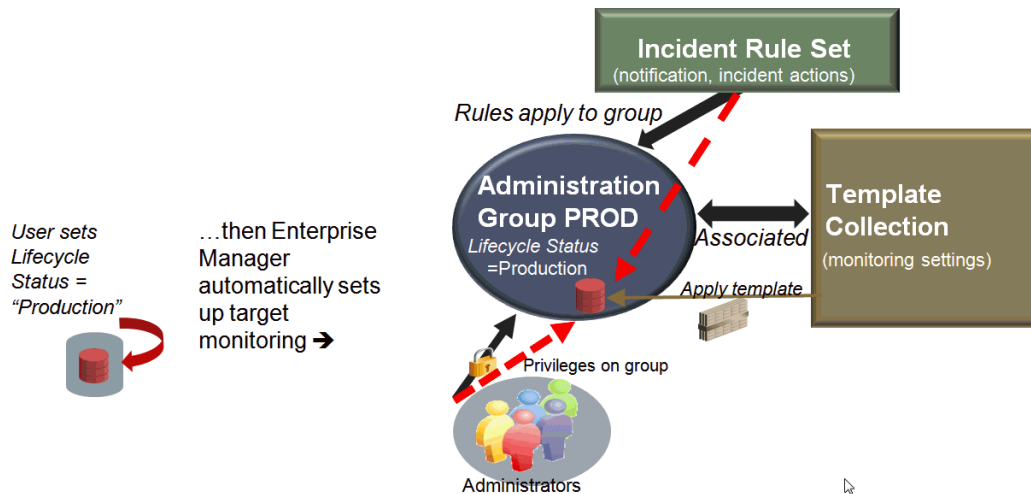 Incident Rule Set
(notification, incident actions)
Rules apply to group
Administration
Group PROD
Lifecycle Status
=Production
Associated
Template
Collection
(monitoring settings)
Apply template
User sets
Lifecycle
Status =
“Production”
…then Enterprise
Manager
automatically sets
up target
monitoring ➔
Privileges on group
Administrators